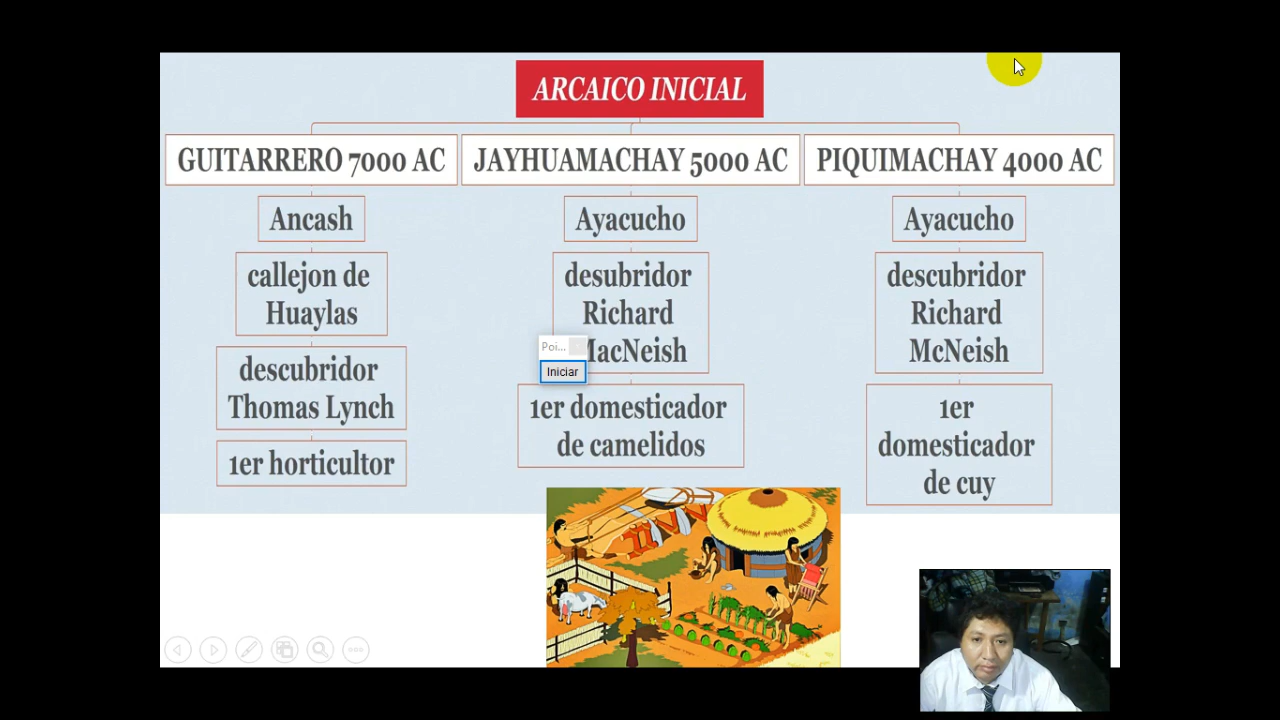 ARCAICO INICIAL
GUITARRERO 7000 AC
Ancash
callejon de
Huaylas
descubridor
Thomas Lynch
1er horticultor
JAYHUAMACHAY 5000 AC
Ayacucho
desubridor
Richard
MacNeish
1er domesticador
de camelidos
PIQUIMACHAY 4000 AC
Ayacucho
descubridor
Richard
McNeish
1er
domesticador
de cuy
Poi...
Iniciar